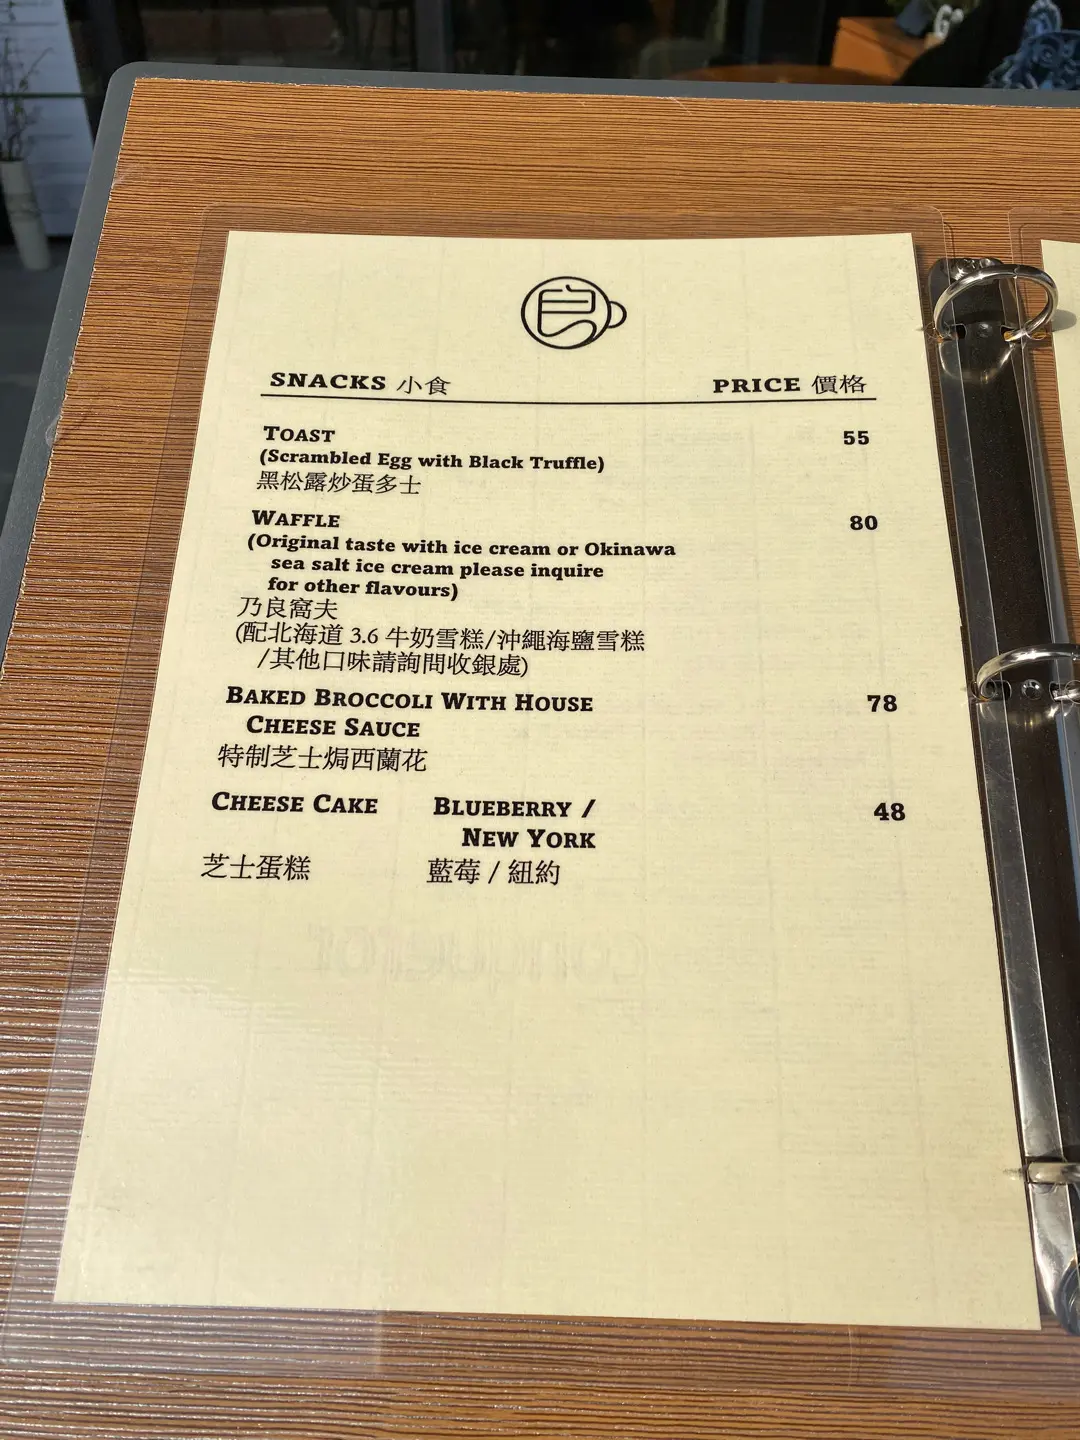 良
SNACKS 小食 PRICE 價格
TOAST 55
(Scrambled Egg with Black Truffle)
黑松露炒蛋多士
WAFFLE 80
(Original taste with ice cream or Okinawa
sea salt ice cream please inquire
for other flavours)
乃良窩夫
(配北海道 3.6 牛奶雪糕/沖繩海鹽雪糕
/其他口味請詢問收銀處)
BAKED BROCCOLI WITH HOUSE 78
CHEESE SAUCE
特制芝士焗西蘭花
CHEESE CAKE BLUEBERRY / 48
NEW YORK
芝士蛋糕 藍莓 / 紐約
conqueror